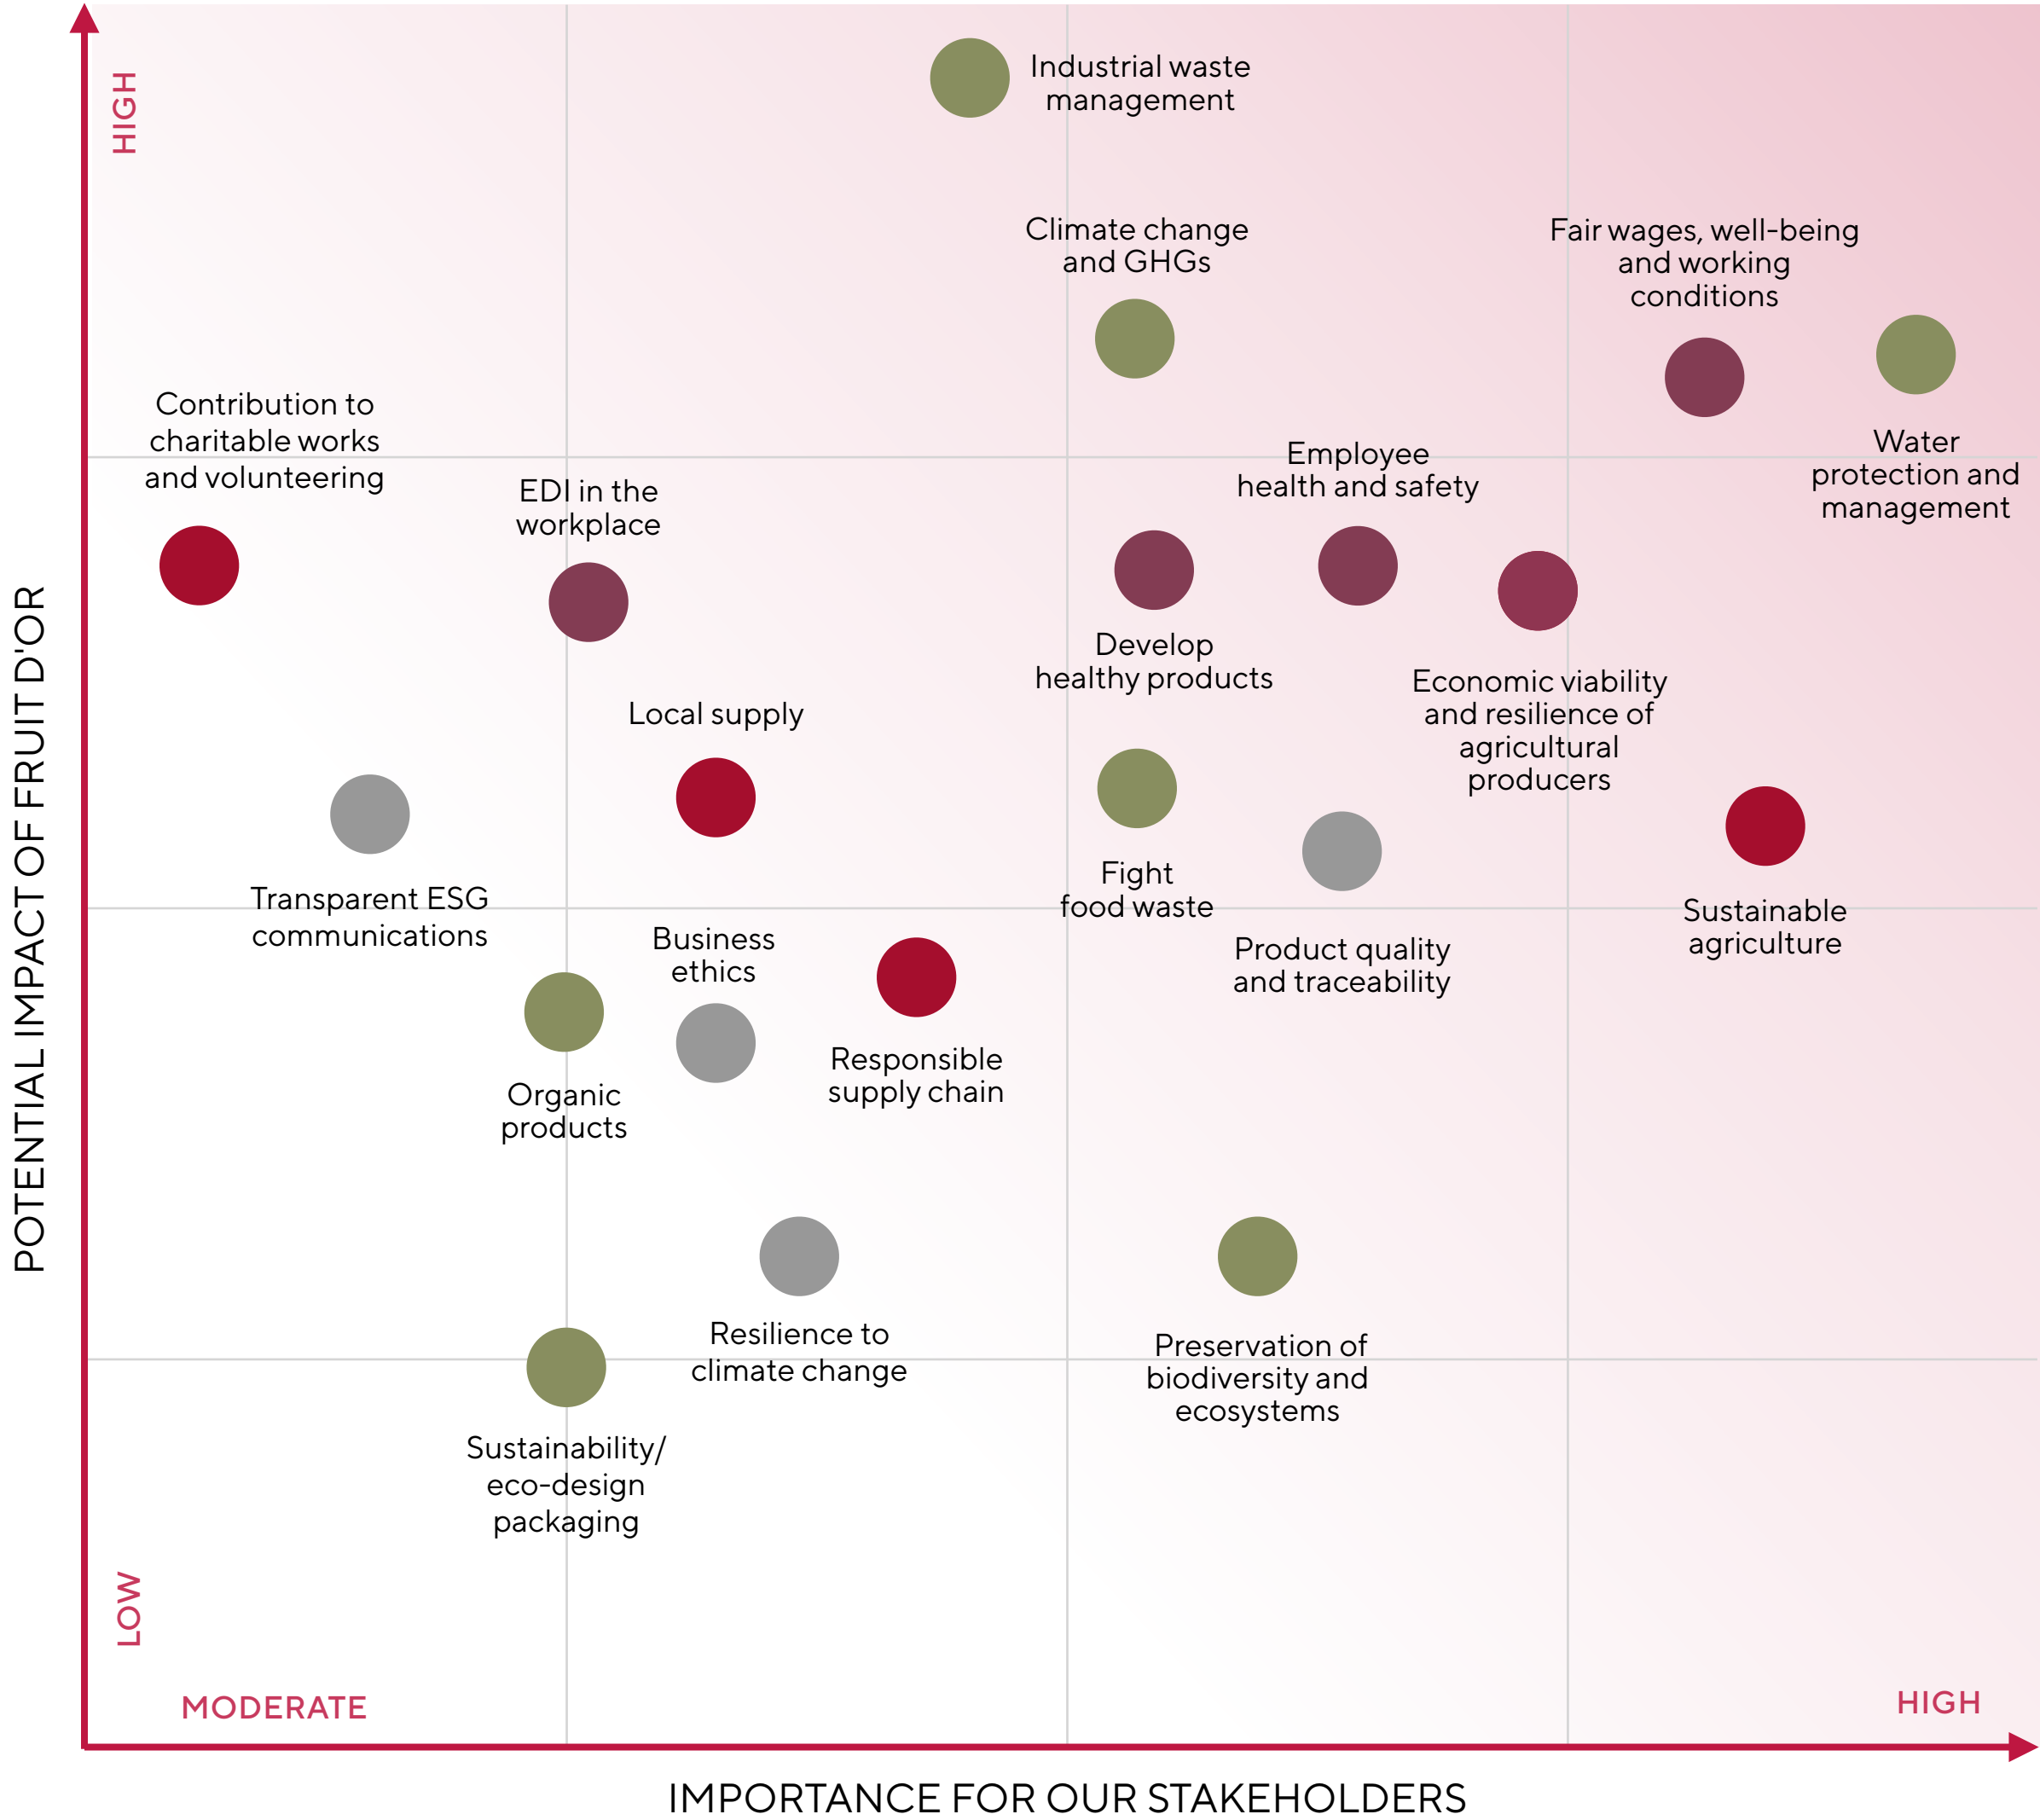 HIGH
Industrial waste
management
Climate change
and GHGs
Fair wages, well-being
and working
conditions
Contribution to
charitable works
and volunteering
EDI in the
workplace
Employee
health and safety
Water
protection and
management
Develop
healthy products
Local supply
Economic viability
and resilience of
agricultural
producers
Transparent ESG
communications
Fight
food waste
Sustainable
agriculture
Business
ethics
Product quality
and traceability
Responsible
supply chain
Organic
products
Resilience to
climate change
Preservation of
biodiversity and
ecosystems
Sustainability/
eco-design
packaging
POTENTIAL IMPACT OF FRUIT D'OR
LOW
MODERATE
HIGH
IMPORTANCE FOR OUR STAKEHOLDERS